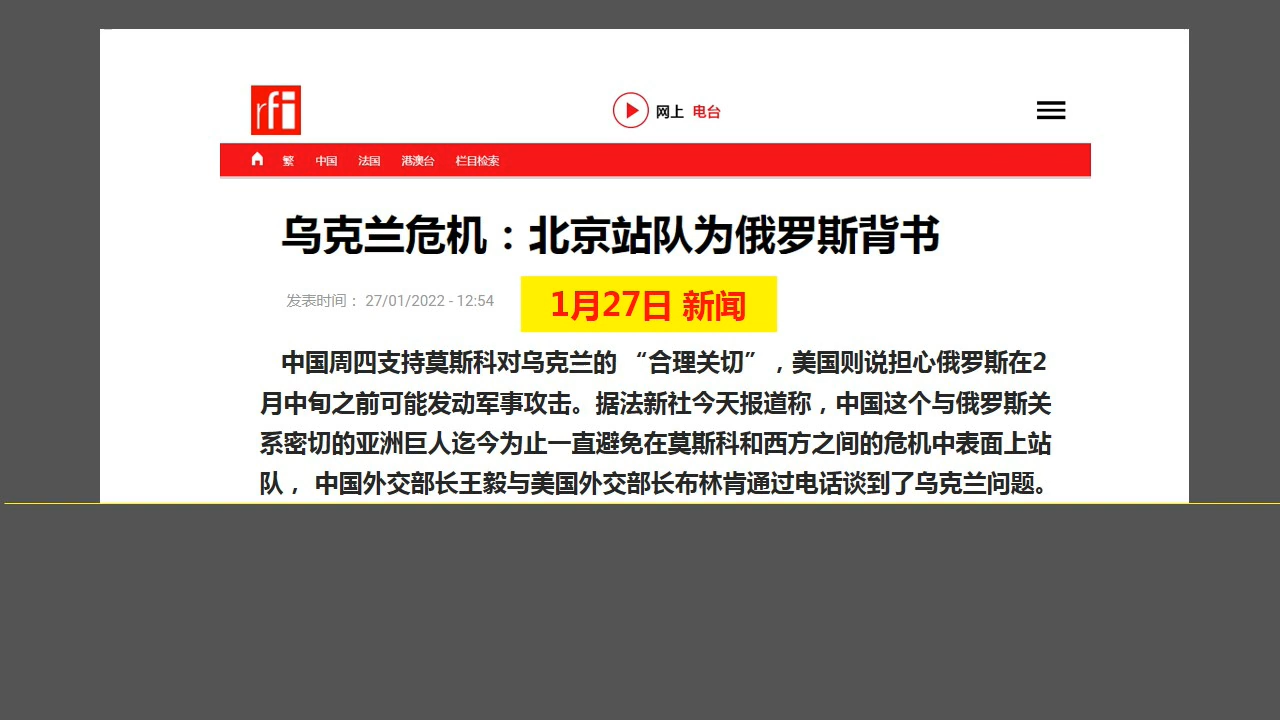 rfi
网上 电台
繁 中国 法国 港澳台 栏目检索
乌克兰危机：北京站队为俄罗斯背书
发表时间： 27/01/2022 - 12:54
1月27日 新闻
中国周四支持莫斯科对乌克兰的 “合理关切” ，美国则说担心俄罗斯在2
月中旬之前可能发动军事攻击。据法新社今天报道称，中国这个与俄罗斯关
系密切的亚洲巨人迄今为止一直避免在莫斯科和西方之间的危机中表面上站
队 ， 中国外交部长王毅与美国外交部长布林肯通过电话谈到了乌克兰问题。